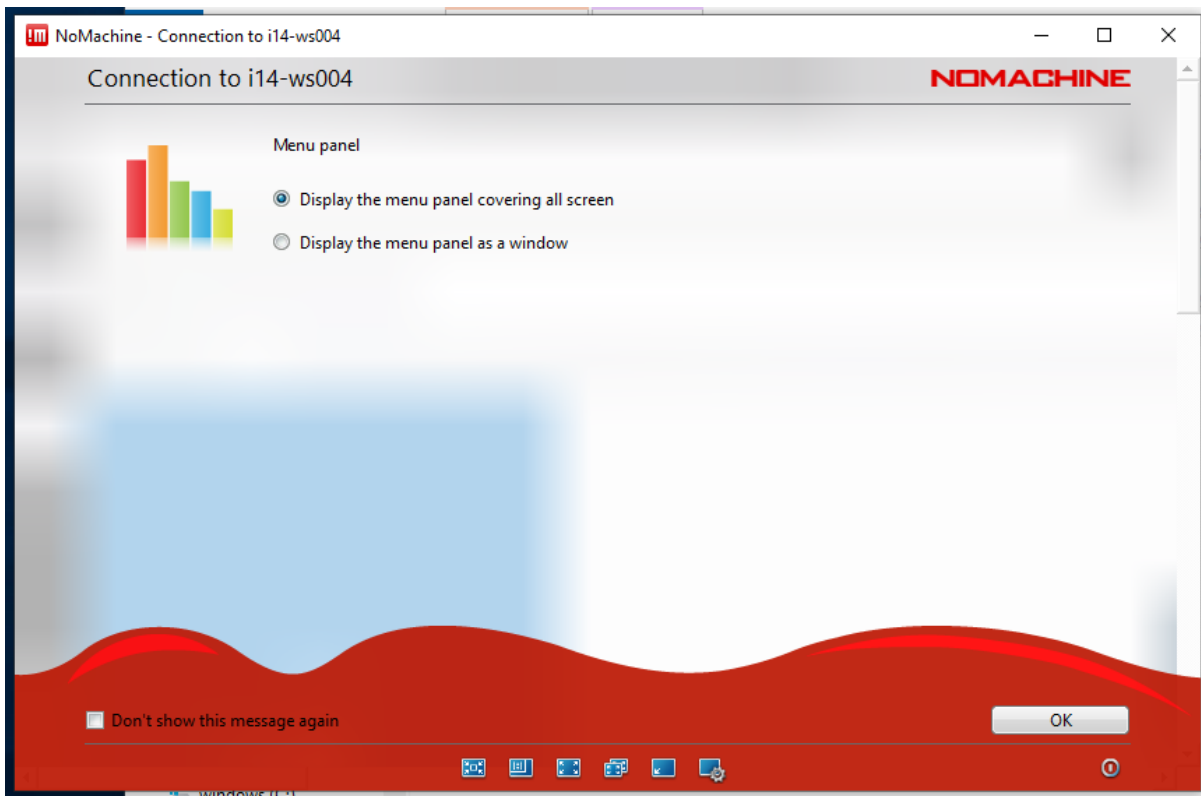 NoMachine - Connection to i14-ws004
Connection to i14-ws004
NOMACHINE
Menu panel
Display the menu panel covering all screen
Display the menu panel as a window
Don't show this message again
OK
windows (C:)